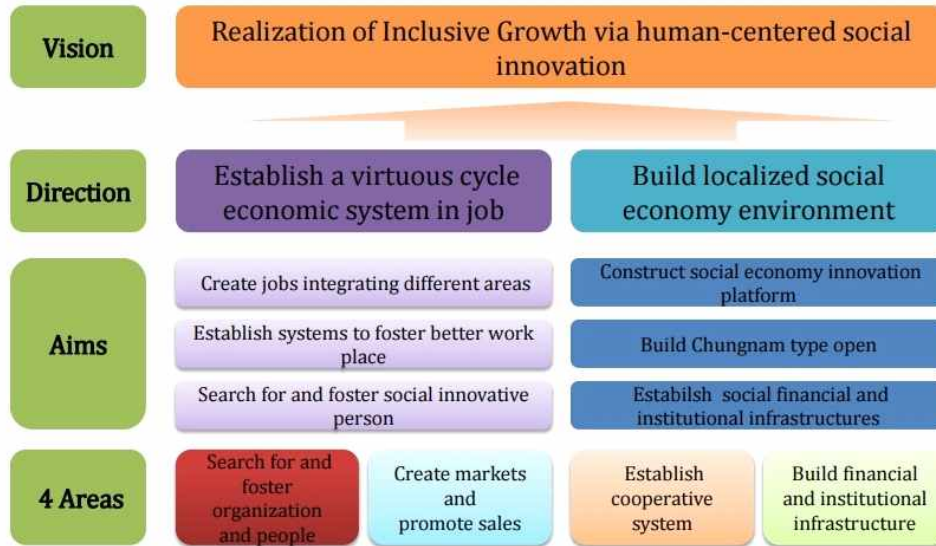 Vision
Realization of Inclusive Growth via human-centered social
innovation
Direction
Establish a virtuous cycle
economic system in job
Build localized social
economy environment
Aims
Create jobs integrating different areas
Construct social economy innovation
platform
Establish systems to foster better work
place
Build Chungnam type open
Search for and foster social innovative
person
Estabilsh social financial and
institutional infrastructures
4 Areas
Search for and
foster
organization
and people
Create markets
and
promote sales
Establish
cooperative
system
Build financial
and institutional
infrastructure